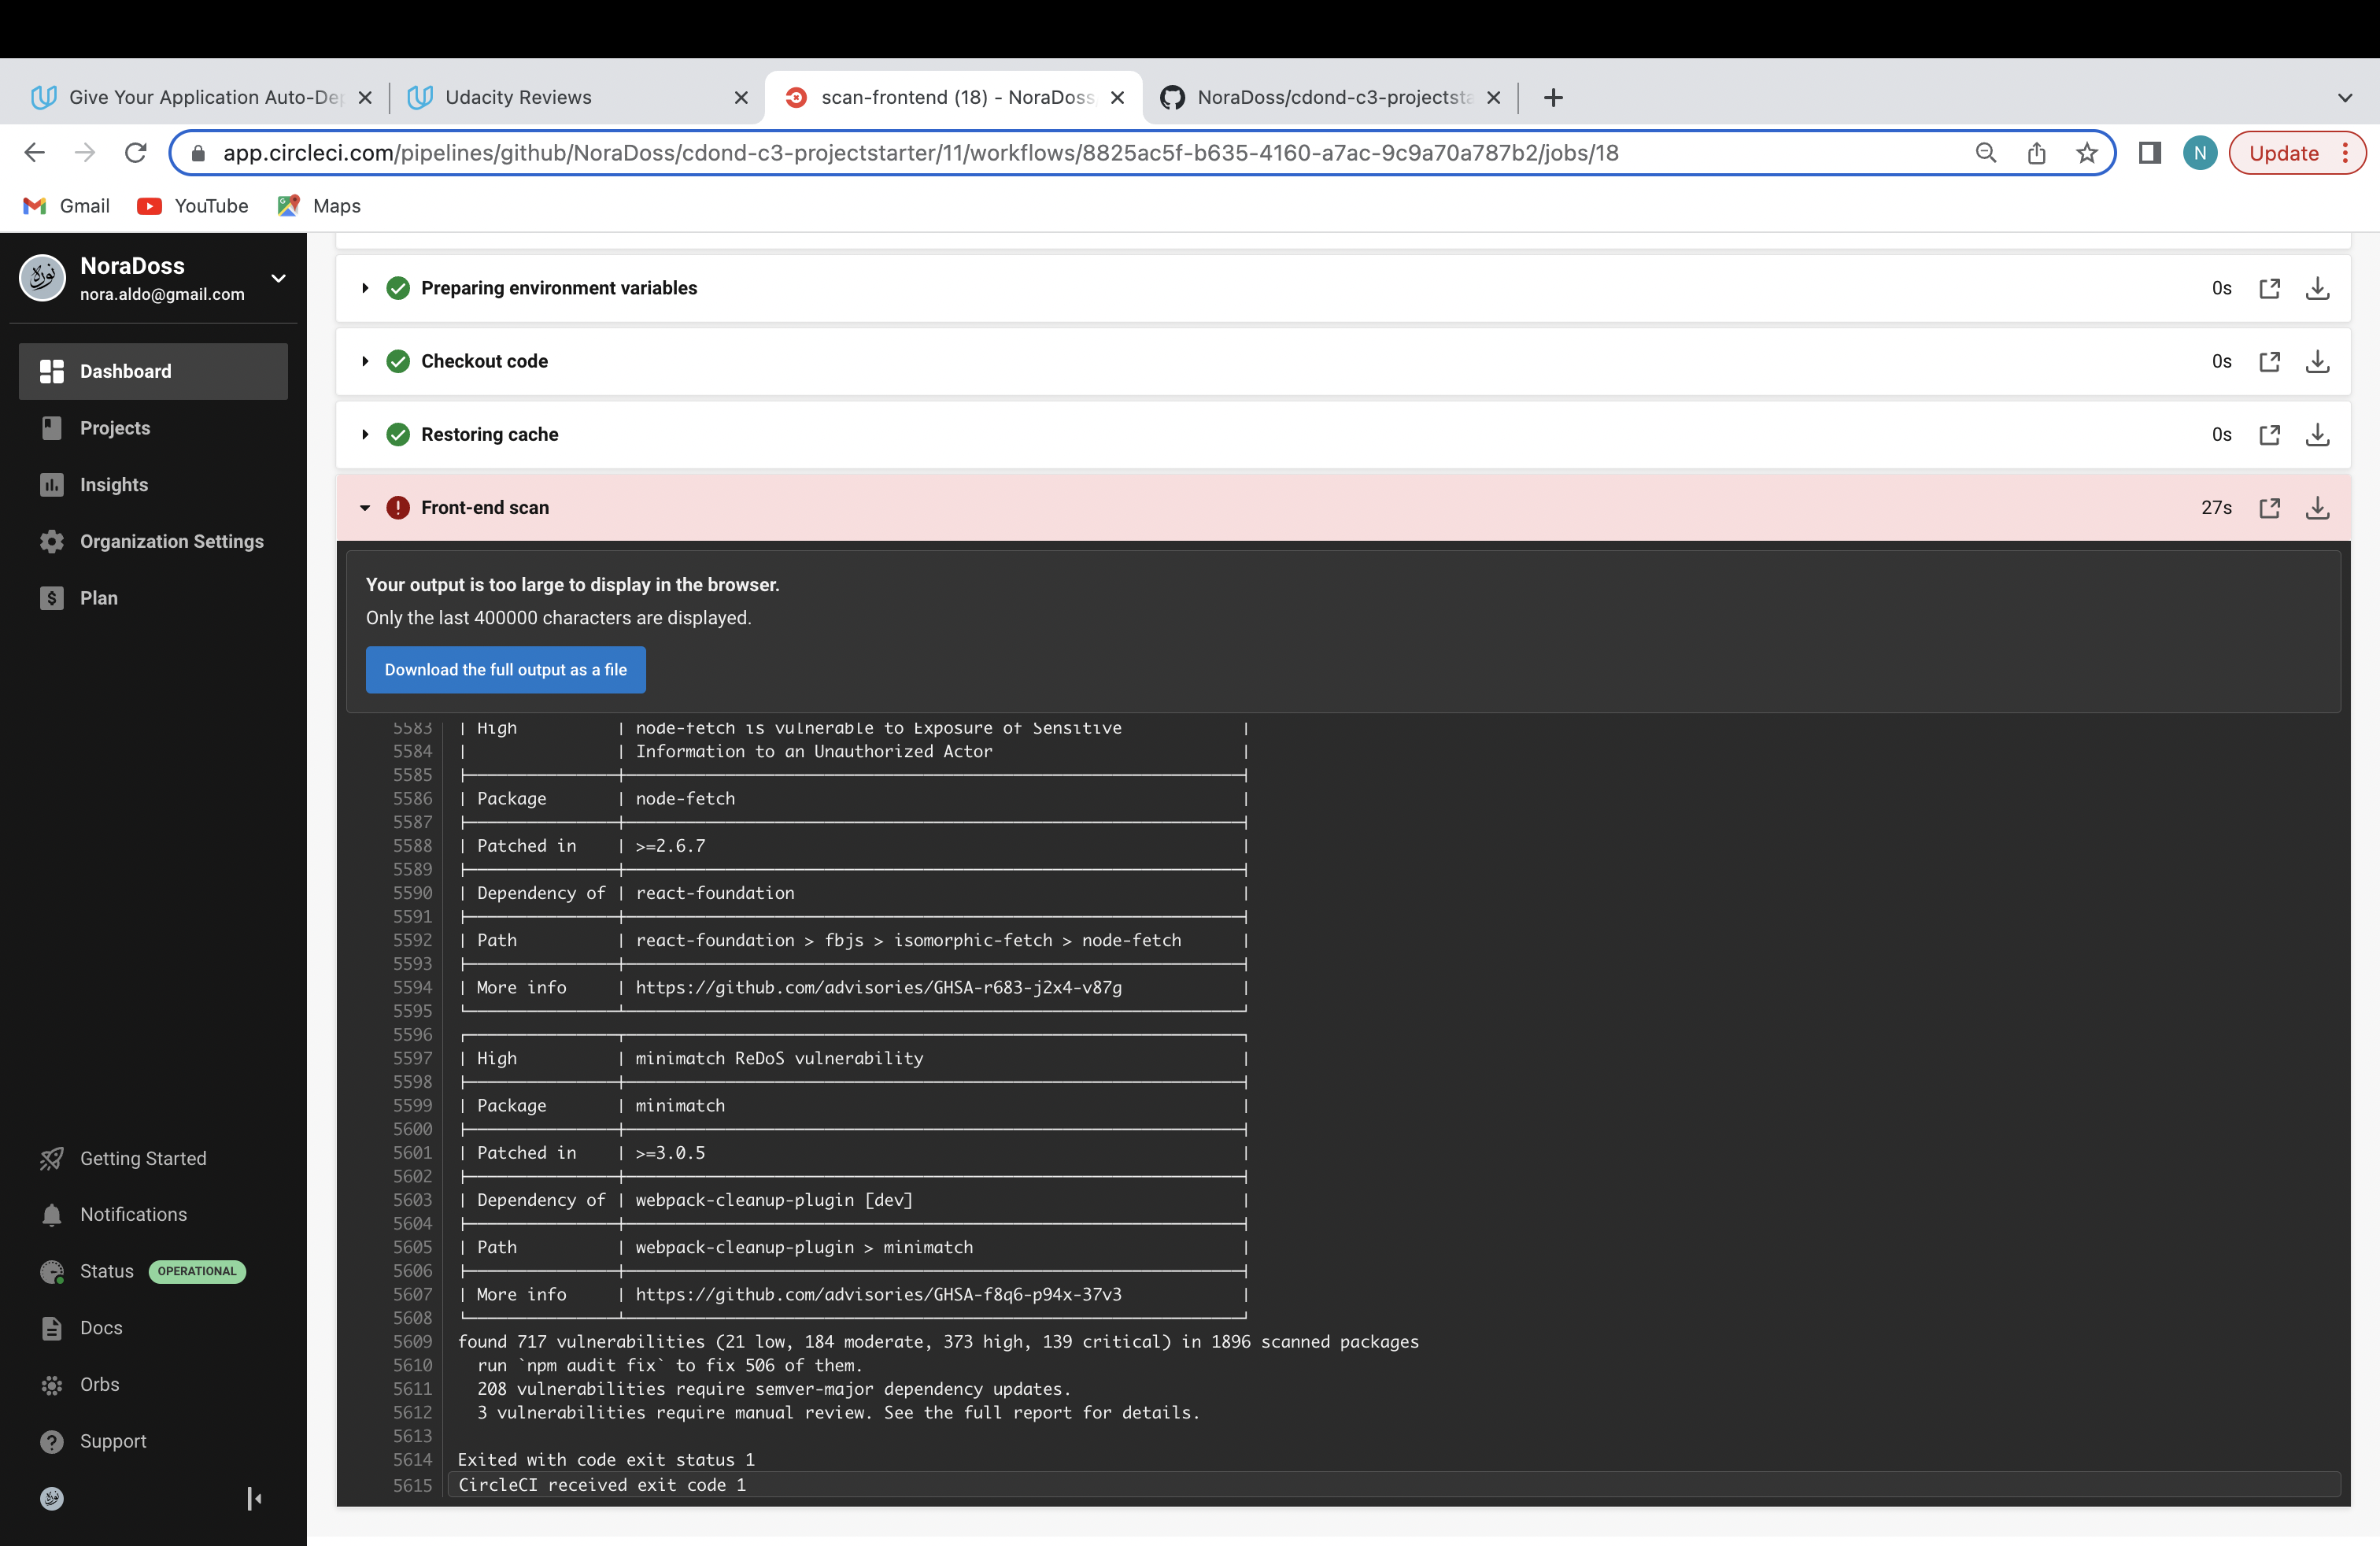 Give Your Application Auto-De
Udacity Reviews
scan-frontend (18) - NoraDoss
NoraDoss/cdond-c3-projectsta
app.circleci.com/pipelines/github/NoraDoss/cdond-c3-projectstarter/11/workflows/8825ac5f-b635-4160-a7ac-9c9a70a787b2/jobs/18
N
Update
Gmail
YouTube
Maps
نوره
NoraDoss
nora.aldo@gmail.com
Dashboard
Projects
Insights
Organization Settings
Plan
Getting Started
Notifications
Status OPERATIONAL
Docs
Orbs
Support
Preparing environment variables 0s
Checkout code 0s
Restoring cache 0s
Front-end scan 27s
Your output is too large to display in the browser.
Only the last 400000 characters are displayed.
Download the full output as a file
5583 | High | node-fetch is vulnerable to Exposure of Sensitive |
5584 | | Information to an Unauthorized Actor |
5585
5586 | Package | node-fetch |
5587
5588 | Patched in | >=2.6.7 |
5589
5590 | Dependency of | react-foundation |
5591
5592 | Path | react-foundation > fbjs > isomorphic-fetch > node-fetch |
5593
5594 | More info | https://github.com/advisories/GHSA-r683-j2x4-v87g |
5595
5596
5597 | High | minimatch ReDoS vulnerability |
5598
5599 | Package | minimatch |
5600
5601 | Patched in | >=3.0.5 |
5602
5603 | Dependency of | webpack-cleanup-plugin [dev] |
5604
5605 | Path | webpack-cleanup-plugin > minimatch |
5606
5607 | More info | https://github.com/advisories/GHSA-f8q6-p94x-37v3 |
5608
5609 found 717 vulnerabilities (21 low, 184 moderate, 373 high, 139 critical) in 1896 scanned packages
5610 run `npm audit fix` to fix 506 of them.
5611 208 vulnerabilities require semver-major dependency updates.
5612 3 vulnerabilities require manual review. See the full report for details.
5613
5614 Exited with code exit status 1
5615 CircleCI received exit code 1